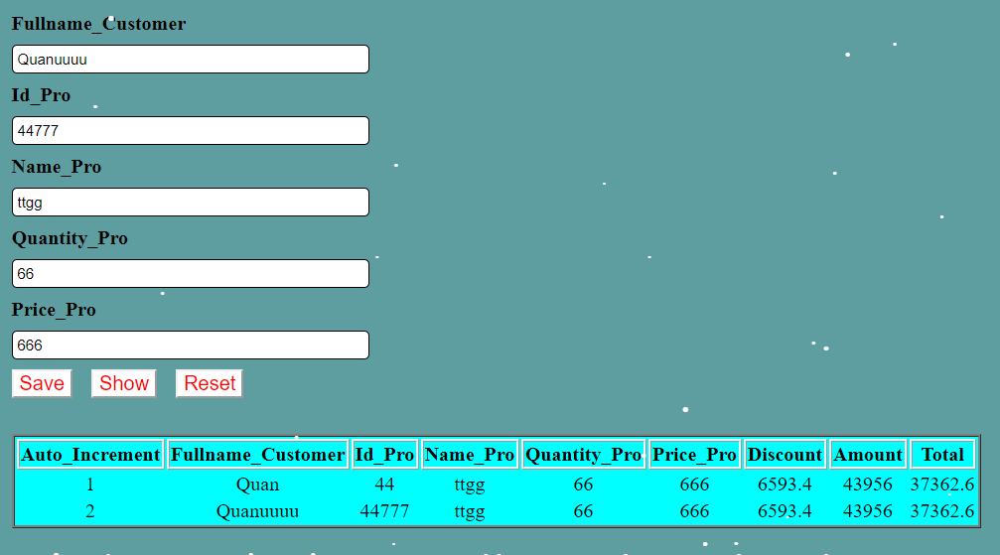 Fullname_Customer
Quanuuuu
Id_Pro
44777
Name_Pro
ttgg
Quantity_Pro
66
Price_Pro
666
Save Show Reset
Auto_Increment Fullname_Customer Id_Pro Name_Pro Quantity_Pro Price_Pro Discount Amount Total
1 Quan 44 ttgg 66 666 6593.4 43956 37362.6
2 Quanuuuu 44777 ttgg 66 666 6593.4 43956 37362.6